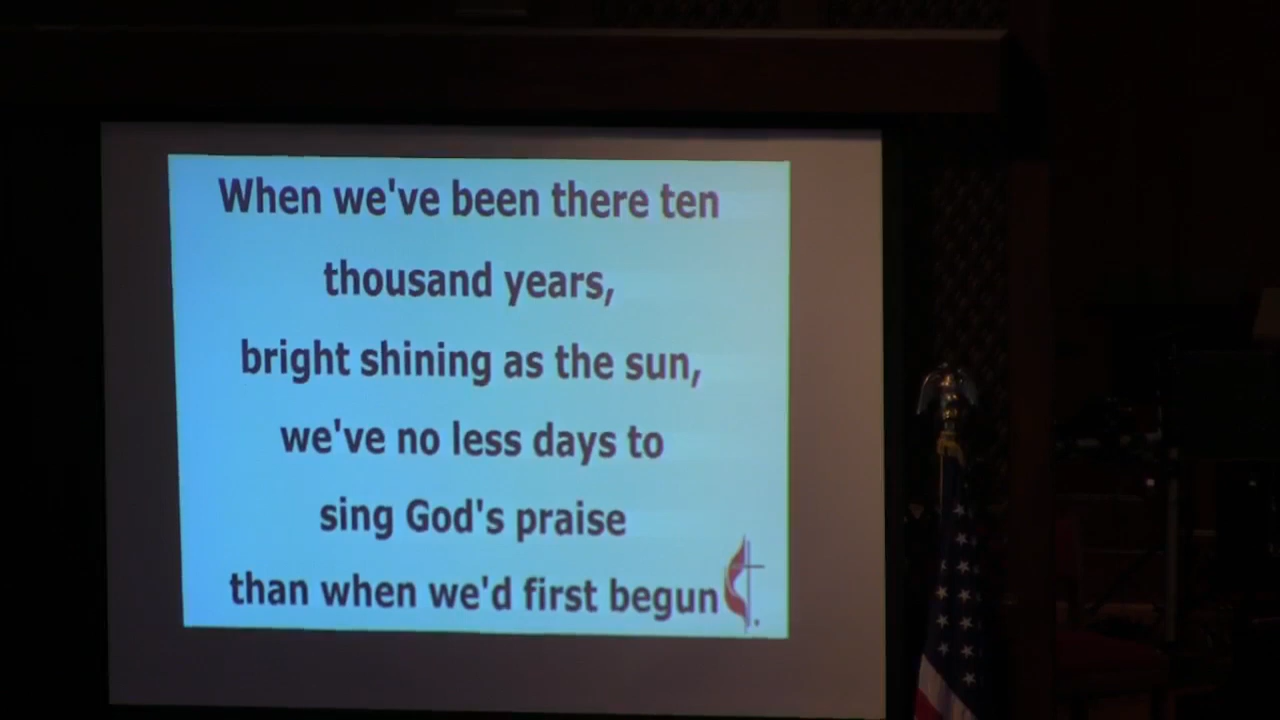 When we've been there ten
thousand years,
bright shining as the sun,
we've no less days to
sing God's praise
than when we'd first begun.